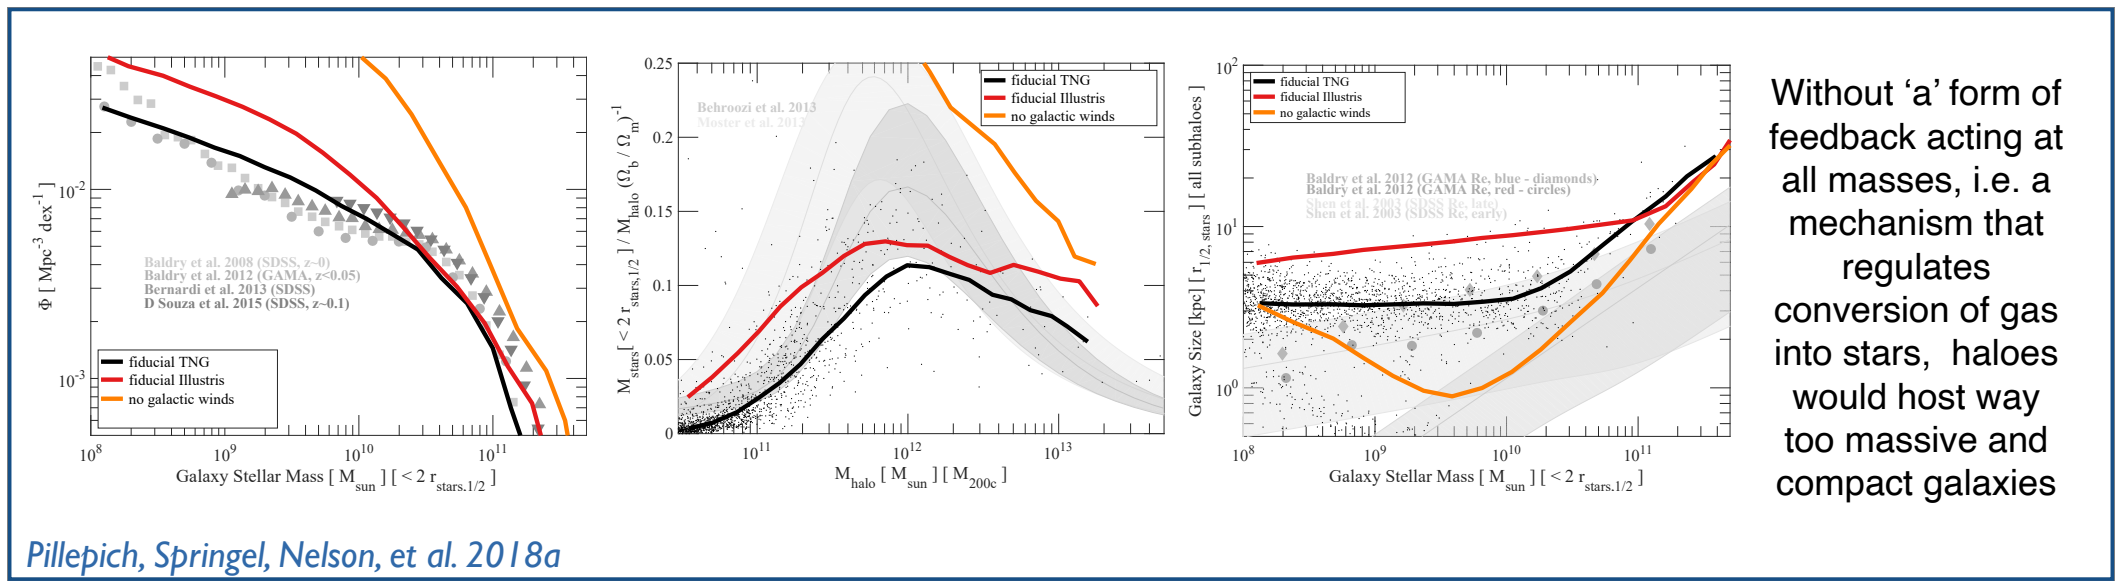 Φ [ Mpc⁻³ dex⁻¹ ]
10⁻²
10⁻³
Baldry et al. 2008 (SDSS, z~0)
Baldry et al. 2012 (GAMA, z<0.05)
Bernardi et al. 2013 (SDSS)
D Souza et al. 2015 (SDSS, z~0.1)
fiducial TNG
fiducial Illustris
no galactic winds
10⁸ 10⁹ 10¹⁰ 10¹¹
Galaxy Stellar Mass [ M_sun ] [ < 2 r_stars,1/2 ]
M_stars [ < 2 r_stars,1/2 ] / M_halo (Ω_b / Ω_m)⁻¹
0.25
0.2
0.15
0.1
0.05
0
Behroozi et al. 2013
Moster et al. 2013
fiducial TNG
fiducial Illustris
no galactic winds
10¹¹ 10¹² 10¹³
M_halo [ M_sun ] [ M_200c ]
Galaxy Size [kpc] [ r_1/2, stars ] [ all subhaloes ]
10²
10¹
10⁰
fiducial TNG
fiducial Illustris
no galactic winds
Baldry et al. 2012 (GAMA Re, blue - diamonds)
Baldry et al. 2012 (GAMA Re, red - circles)
Shen et al. 2003 (SDSS Re, late)
Shen et al. 2003 (SDSS Re, early)
10⁸ 10⁹ 10¹⁰ 10¹¹
Galaxy Stellar Mass [ M_sun ] [ < 2 r_stars,1/2 ]
Without ‘a’ form of
feedback acting at
all masses, i.e. a
mechanism that
regulates
conversion of gas
into stars, haloes
would host way
too massive and
compact galaxies
Pillepich, Springel, Nelson, et al. 2018a